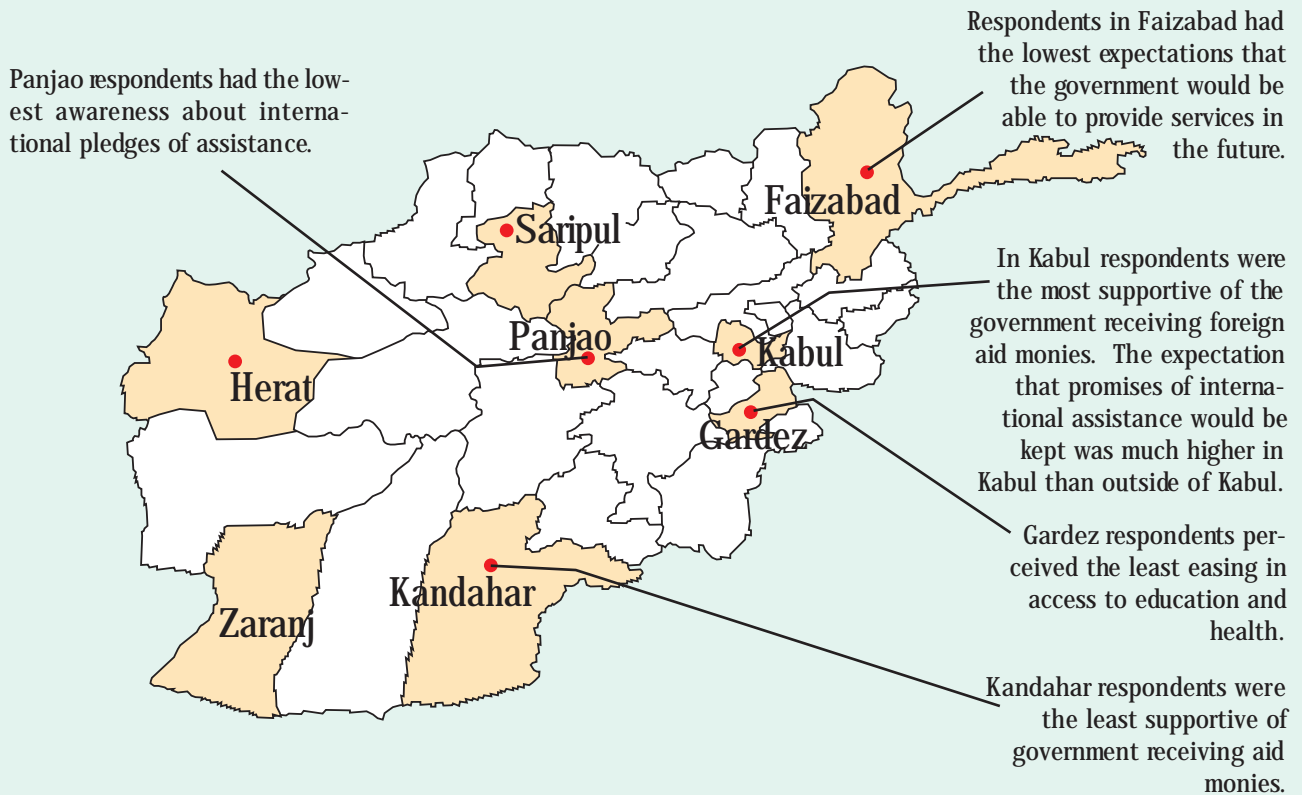 Panjao respondents had the low-
est awareness about interna-
tional pledges of assistance.
Respondents in Faizabad had
the lowest expectations that
the government would be
able to provide services in
the future.
Faizabad
Saripul
In Kabul respondents were
the most supportive of the
government receiving foreign
aid monies. The expectation
that promises of interna-
tional assistance would be
kept was much higher in
Kabul than outside of Kabul.
Panjao
Kabul
Herat
Gardez
Gardez respondents per-
ceived the least easing in
access to education and
health.
Kandahar
Zaranj
Kandahar respondents were
the least supportive of
government receiving aid
monies.